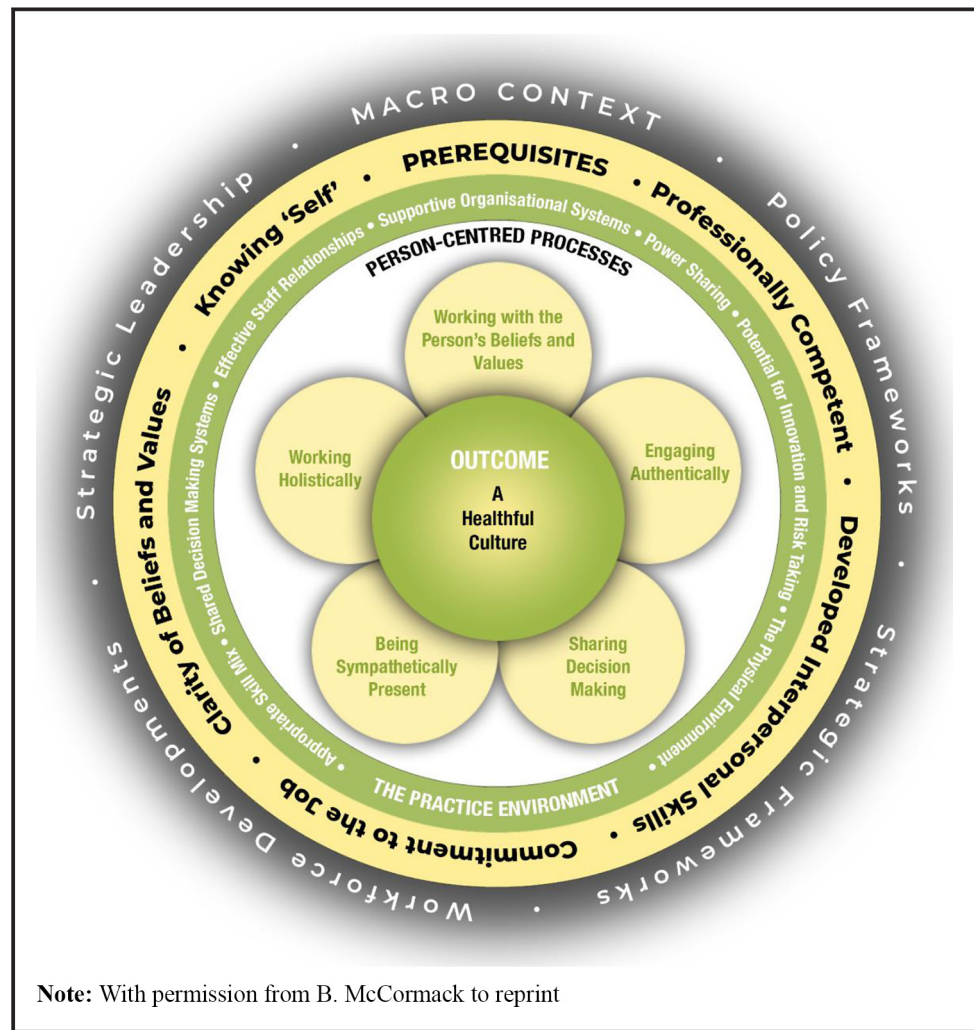 MACRO CONTEXT
• Policy Frameworks
• Strategic Frameworks
• Workforce Developments
• Strategic Leadership •
PREREQUISITES
• Professionally Competent
• Developed Interpersonal Skills
• Commitment to the Job
• Clarity of Beliefs and Values
• Knowing ‘Self’ •
THE PRACTICE ENVIRONMENT
• Appropriate Skill Mix • Shared Decision Making Systems • Effective Staff Relationships • Supportive Organisational Systems • Power Sharing • Potential for Innovation and Risk Taking • The Physical Environment •
PERSON-CENTRED PROCESSES
Working with the
Person’s Beliefs and
Values
Engaging
Authentically
Sharing
Decision
Making
Being
Sympathetically
Present
Working
Holistically
OUTCOME
A
Healthful
Culture
Note: With permission from B. McCormack to reprint